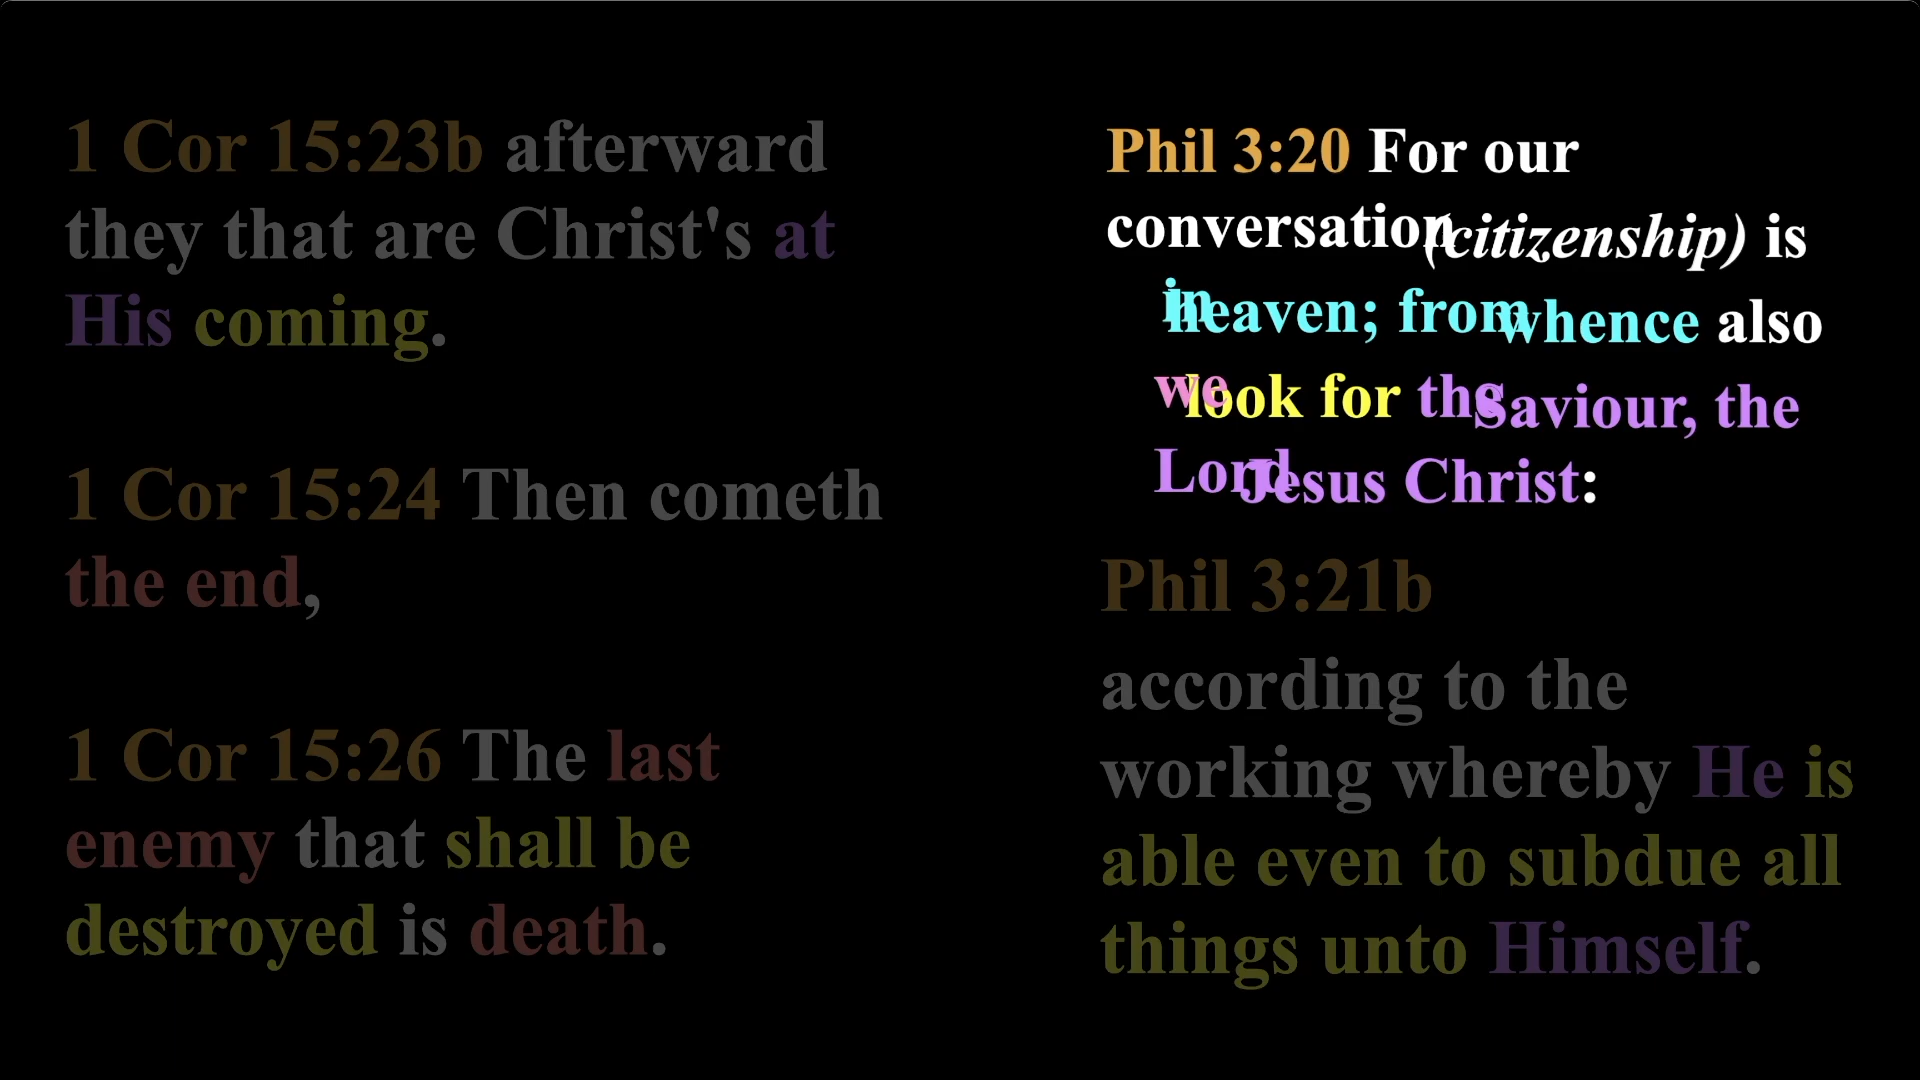 1 Cor 15:23b afterward
they that are Christ's at
His coming.
1 Cor 15:24 Then cometh
the end,
1 Cor 15:26 The last
enemy that shall be
destroyed is death.
Phil 3:20 For our
conversation (citizenship) is
in heaven; from whence also
we look for the Saviour, the
Lord Jesus Christ:
Phil 3:21b
according to the
working whereby He is
able even to subdue all
things unto Himself.